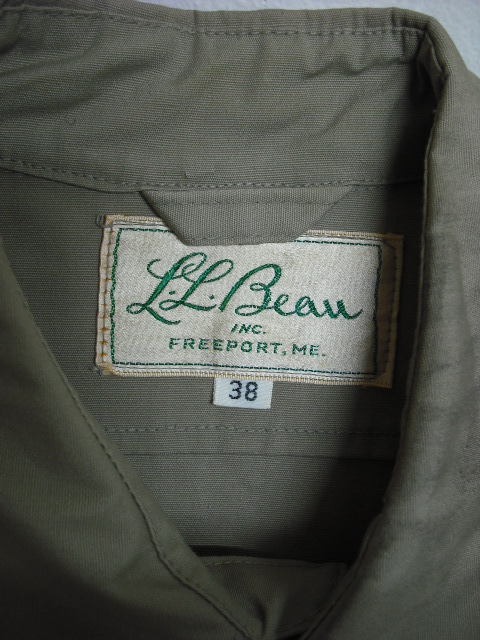 L.L. Bean
INC.
FREEPORT, ME.
38